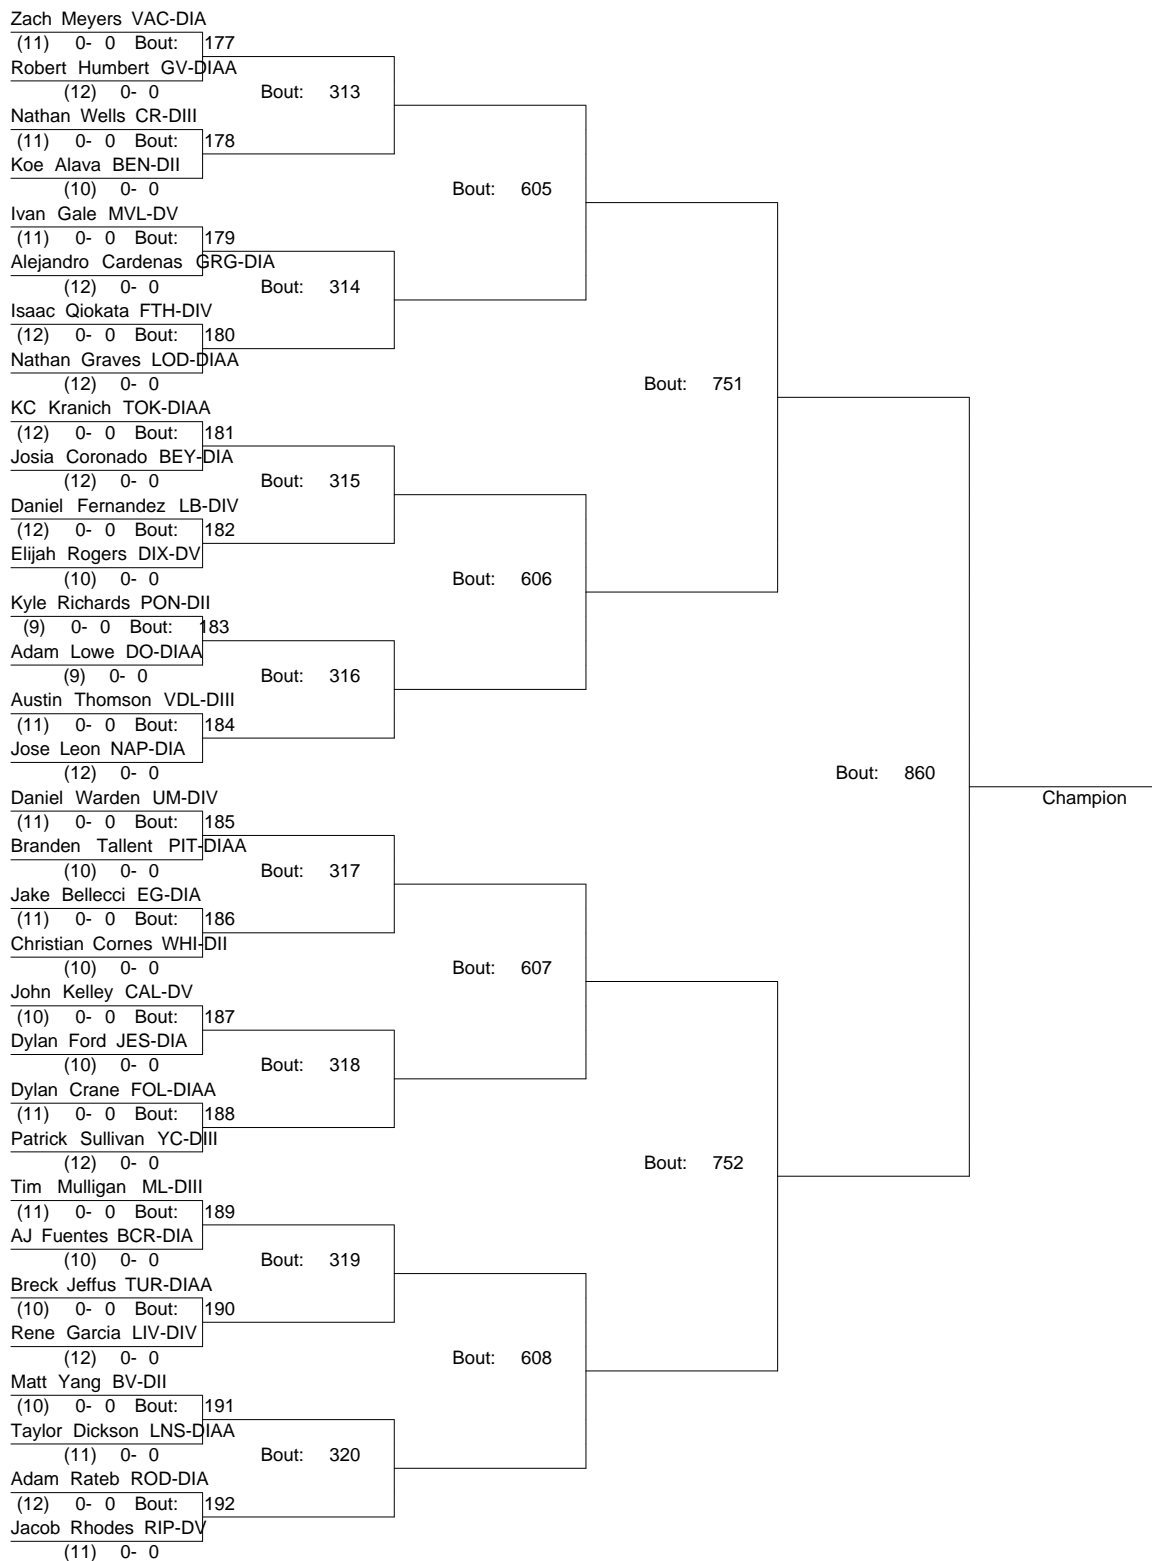 Zach Meyers VAC-DIA
(11) 0- 0 Bout: 177
Robert Humbert GV-DIAA
(12) 0- 0 Bout: 313
Nathan Wells CR-DIII
(11) 0- 0 Bout: 178
Koe Alava BEN-DII
(10) 0- 0 Bout: 605
Ivan Gale MVL-DV
(11) 0- 0 Bout: 179
Alejandro Cardenas GRG-DIA
(12) 0- 0 Bout: 314
Isaac Qiokata FTH-DIV
(12) 0- 0 Bout: 180
Nathan Graves LOD-DIAA
(12) 0- 0 Bout: 751
KC Kranich TOK-DIAA
(12) 0- 0 Bout: 181
Josia Coronado BEY-DIA
(12) 0- 0 Bout: 315
Daniel Fernandez LB-DIV
(12) 0- 0 Bout: 182
Elijah Rogers DIX-DV
(10) 0- 0 Bout: 606
Kyle Richards PON-DII
(9) 0- 0 Bout: 183
Adam Lowe DO-DIAA
(9) 0- 0 Bout: 316
Austin Thomson VDL-DIII
(11) 0- 0 Bout: 184
Jose Leon NAP-DIA
(12) 0- 0 Bout: 860
Daniel Warden UM-DIV Champion
(11) 0- 0 Bout: 185
Branden Tallent PIT-DIAA
(10) 0- 0 Bout: 317
Jake Bellecci EG-DIA
(11) 0- 0 Bout: 186
Christian Cornes WHI-DII
(10) 0- 0 Bout: 607
John Kelley CAL-DV
(10) 0- 0 Bout: 187
Dylan Ford JES-DIA
(10) 0- 0 Bout: 318
Dylan Crane FOL-DIAA
(11) 0- 0 Bout: 188
Patrick Sullivan YC-DIII
(12) 0- 0 Bout: 752
Tim Mulligan ML-DIII
(11) 0- 0 Bout: 189
AJ Fuentes BCR-DIA
(10) 0- 0 Bout: 319
Breck Jeffus TUR-DIAA
(10) 0- 0 Bout: 190
Rene Garcia LIV-DIV
(12) 0- 0 Bout: 608
Matt Yang BV-DII
(10) 0- 0 Bout: 191
Taylor Dickson LNS-DIAA
(11) 0- 0 Bout: 320
Adam Rateb ROD-DIA
(12) 0- 0 Bout: 192
Jacob Rhodes RIP-DV
(11) 0- 0